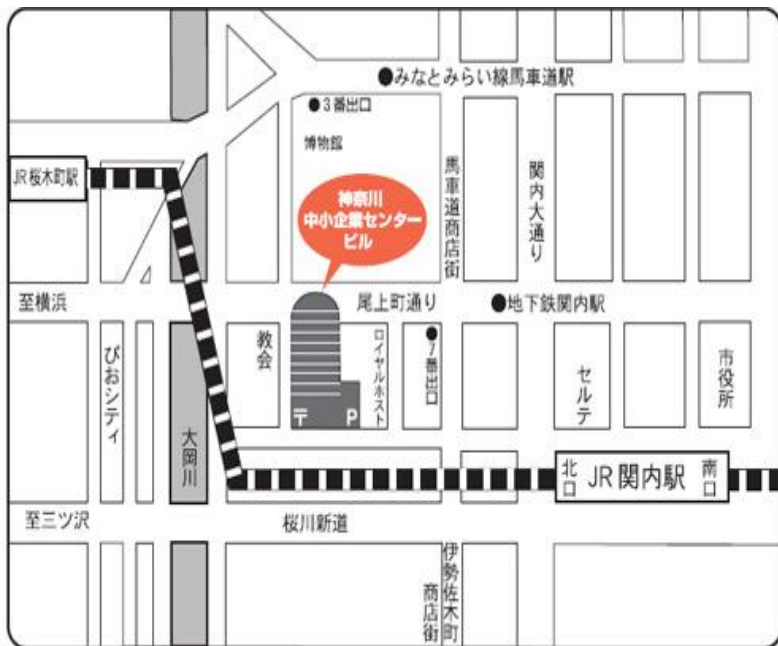 ●みなとみらい線馬車道駅
●3番出口
博物館
JR桜木町駅
神奈川
中小企業センター
ビル
馬車道商店街
関内大通り
至横浜
尾上町通り
●地下鉄関内駅
ぴおシティ
教会
ロイヤルホスト
●7番出口
セルテ
市役所
大岡川
〒
P
北口
JR関内駅
南口
至三ツ沢
桜川新道
伊勢佐木町
商店街